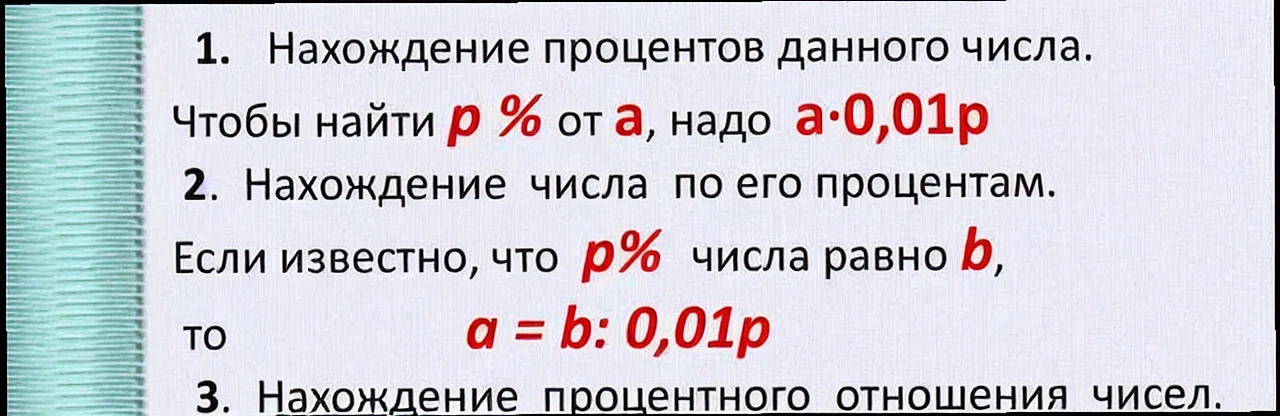 1. Нахождение процентов данного числа.
Чтобы найти p % от a, надо a·0,01p
2. Нахождение числа по его процентам.
Если известно, что p% числа равно b,
то a = b: 0,01p
3. Нахождение процентного отношения чисел.